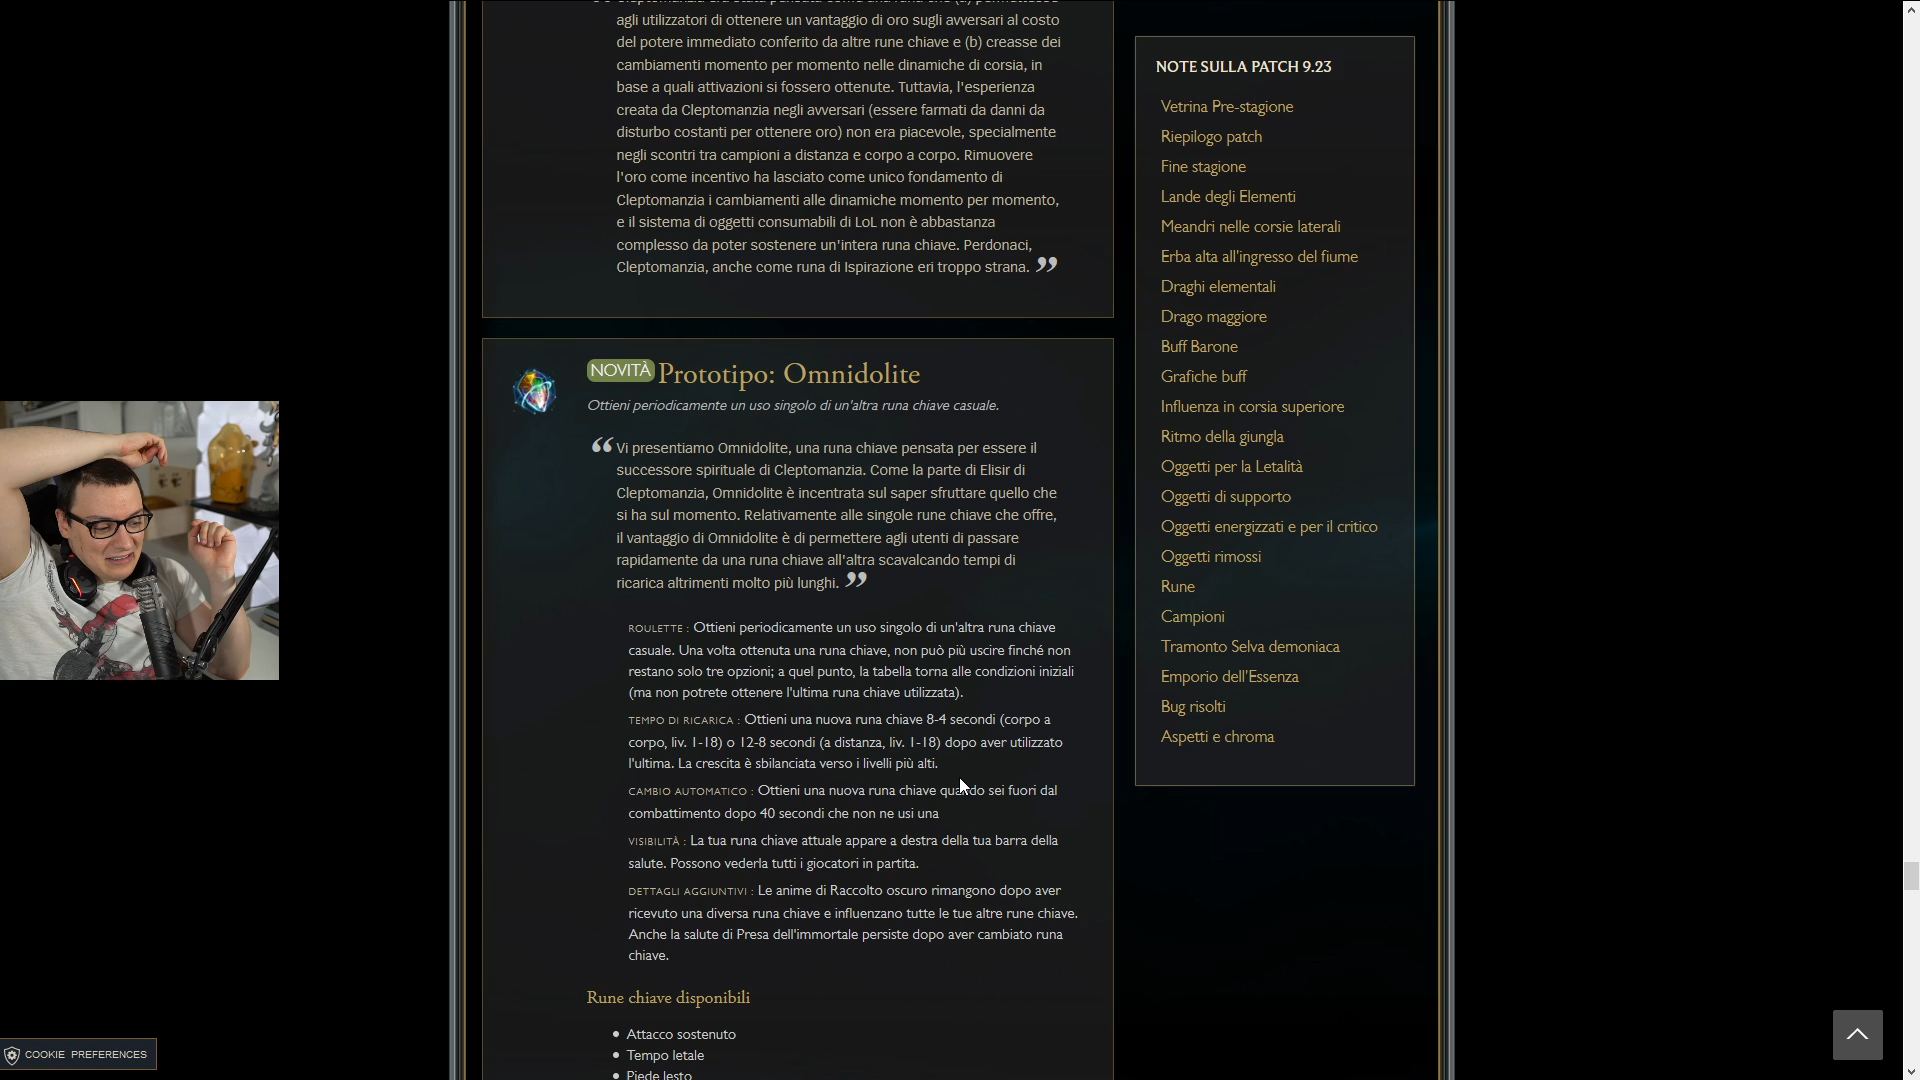 agli utilizzatori di ottenere un vantaggio di oro sugli avversari al costo
del potere immediato conferito da altre rune chiave e (b) creasse dei
cambiamenti momento per momento nelle dinamiche di corsia, in
base a quali attivazioni si fossero ottenute. Tuttavia, l'esperienza
creata da Cleptomanzia negli avversari (essere farmati da danni da
disturbo costanti per ottenere oro) non era piacevole, specialmente
negli scontri tra campioni a distanza e corpo a corpo. Rimuovere
l'oro come incentivo ha lasciato come unico fondamento di
Cleptomanzia i cambiamenti alle dinamiche momento per momento,
e il sistema di oggetti consumabili di LoL non è abbastanza
complesso da poter sostenere un'intera runa chiave. Perdonaci,
Cleptomanzia, anche come runa di Ispirazione eri troppo strana. ”
NOVITÀ Prototipo: Omnidolite
Ottieni periodicamente un uso singolo di un'altra runa chiave casuale.
“ Vi presentiamo Omnidolite, una runa chiave pensata per essere il
successore spirituale di Cleptomanzia. Come la parte di Elisir di
Cleptomanzia, Omnidolite è incentrata sul saper sfruttare quello che
si ha sul momento. Relativamente alle singole rune chiave che offre,
il vantaggio di Omnidolite è di permettere agli utenti di passare
rapidamente da una runa chiave all'altra scavalcando tempi di
ricarica altrimenti molto più lunghi. ”
ROULETTE : Ottieni periodicamente un uso singolo di un'altra runa chiave
casuale. Una volta ottenuta una runa chiave, non può più uscire finché non
restano solo tre opzioni; a quel punto, la tabella torna alle condizioni iniziali
(ma non potrete ottenere l'ultima runa chiave utilizzata).
TEMPO DI RICARICA : Ottieni una nuova runa chiave 8-4 secondi (corpo a
corpo, liv. 1-18) o 12-8 secondi (a distanza, liv. 1-18) dopo aver utilizzato
l'ultima. La crescita è sbilanciata verso i livelli più alti.
CAMBIO AUTOMATICO : Ottieni una nuova runa chiave quando sei fuori dal
combattimento dopo 40 secondi che non ne usi una
VISIBILITÀ : La tua runa chiave attuale appare a destra della tua barra della
salute. Possono vederla tutti i giocatori in partita.
DETTAGLI AGGIUNTIVI : Le anime di Raccolto oscuro rimangono dopo aver
ricevuto una diversa runa chiave e influenzano tutte le tue altre rune chiave.
Anche la salute di Presa dell'immortale persiste dopo aver cambiato runa
chiave.
Rune chiave disponibili
• Attacco sostenuto
• Tempo letale
• Piede lesto
NOTE SULLA PATCH 9.23
Vetrina Pre-stagione
Riepilogo patch
Fine stagione
Lande degli Elementi
Meandri nelle corsie laterali
Erba alta all'ingresso del fiume
Draghi elementali
Drago maggiore
Buff Barone
Grafiche buff
Influenza in corsia superiore
Ritmo della giungla
Oggetti per la Letalità
Oggetti di supporto
Oggetti energizzati e per il critico
Oggetti rimossi
Rune
Campioni
Tramonto Selva demoniaca
Emporio dell'Essenza
Bug risolti
Aspetti e chroma
COOKIE PREFERENCES